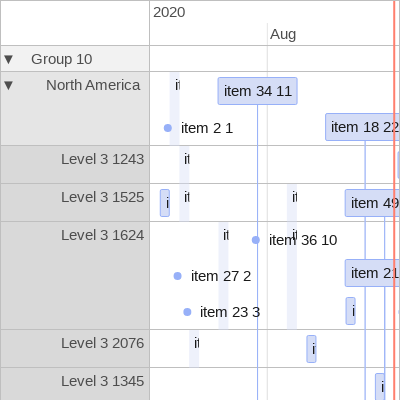 2020
Aug
▼ Group 10
▼ North America
it
item 34 11
item 2 1
item 18 22
Level 3 1243
it
Level 3 1525
i
it
it
item 49
Level 3 1624
it
it
item 36 10
item 27 2
item 21
item 23 3
i
Level 3 2076
it
i
Level 3 1345
i